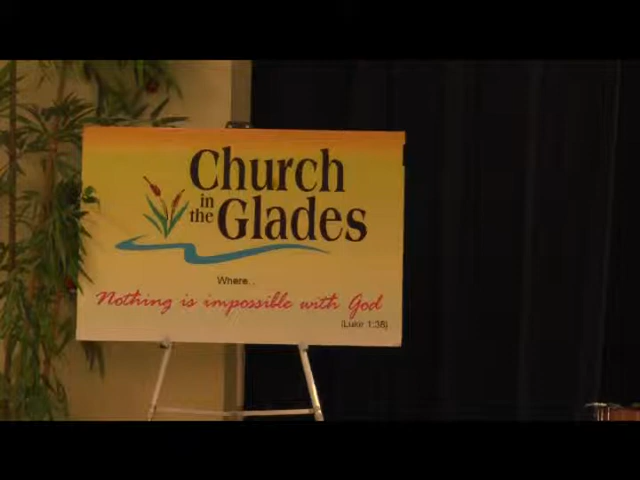 Church
in
the Glades
Where..
Nothing is impossible with God
(Luke 1:38)